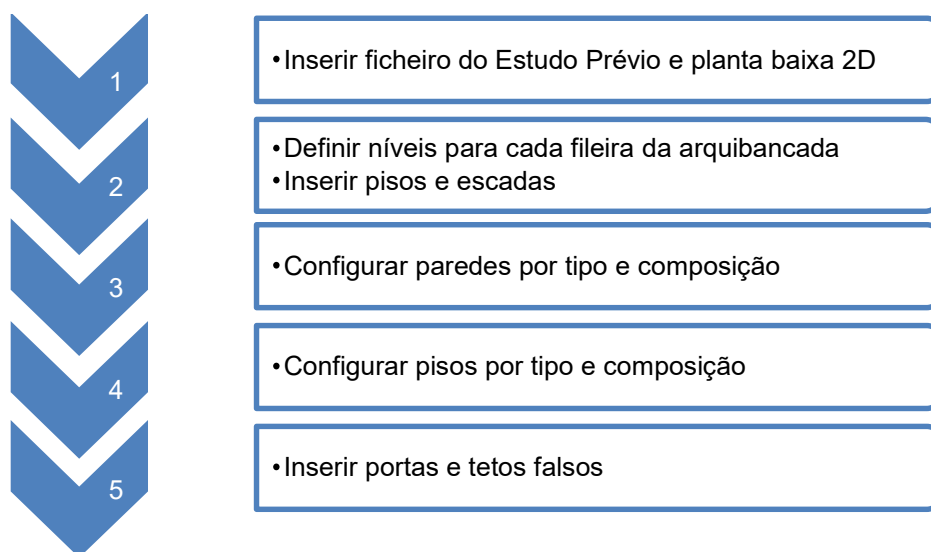 1
•Inserir ficheiro do Estudo Prévio e planta baixa 2D
2
•Definir níveis para cada fileira da arquibancada
•Inserir pisos e escadas
3
•Configurar paredes por tipo e composição
4
•Configurar pisos por tipo e composição
5
•Inserir portas e tetos falsos